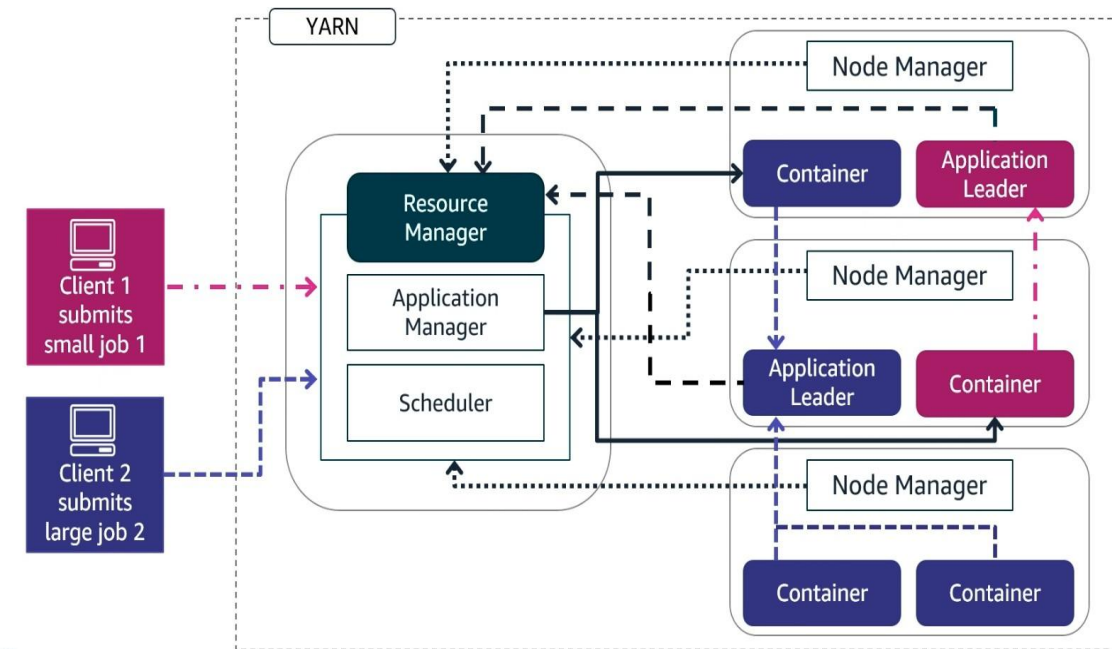 YARN
Node Manager
Container
Application
Leader
Resource
Manager
Client 1
submits
small job 1
Application
Manager
Node Manager
Scheduler
Application
Leader
Container
Client 2
submits
large job 2
Node Manager
Container
Container